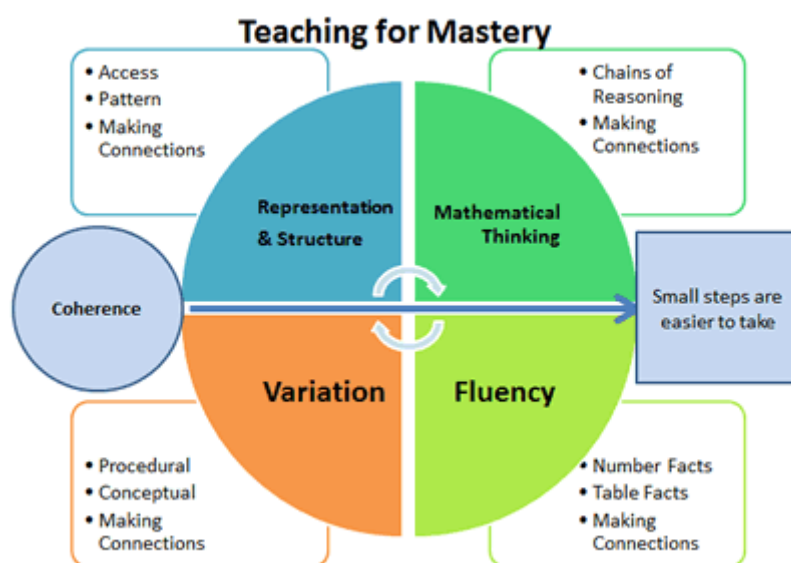 Teaching for Mastery
• Access
• Pattern
• Making
Connections
• Chains of
Reasoning
• Making
Connections
Representation
& Structure
Mathematical
Thinking
Coherence
Small steps are
easier to take
Variation
Fluency
• Procedural
• Conceptual
• Making
Connections
• Number Facts
• Table Facts
• Making
Connections